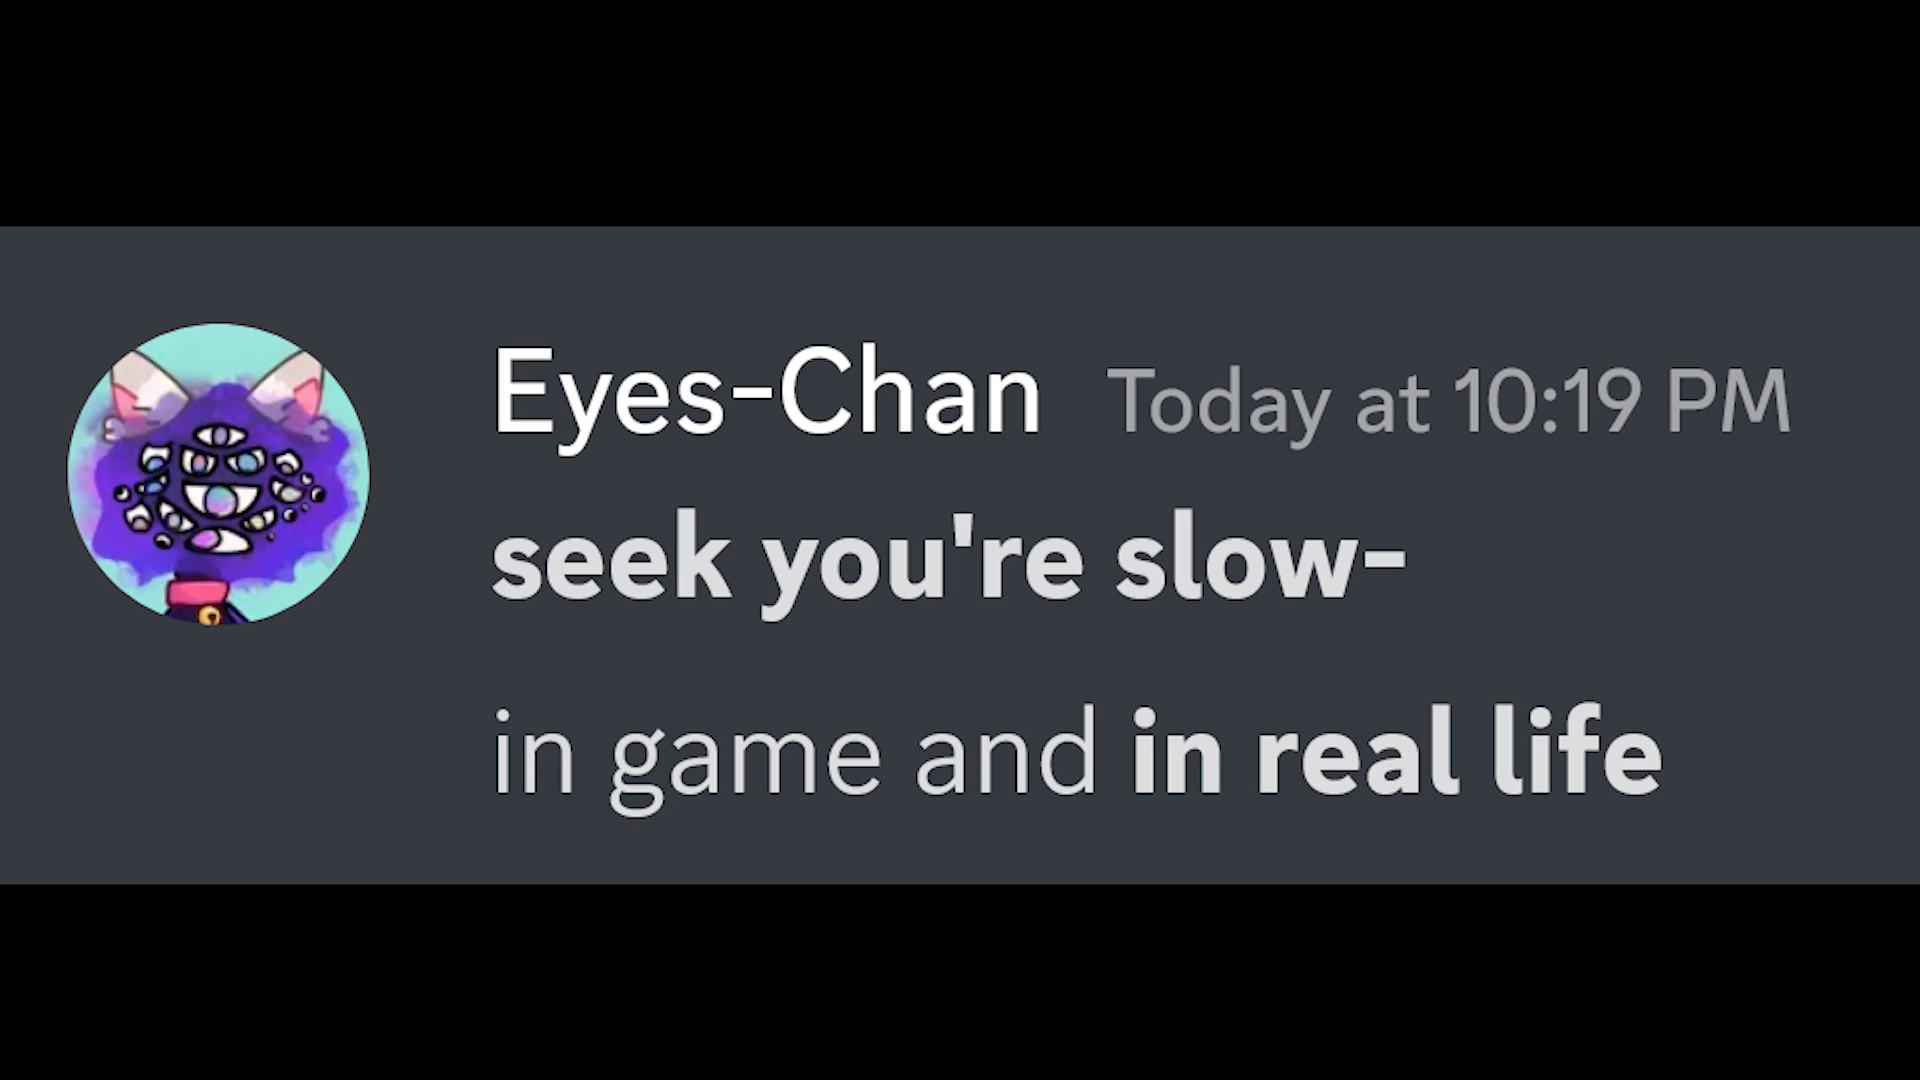 Eyes-Chan Today at 10:19 PM
seek you're slow-
in game and in real life